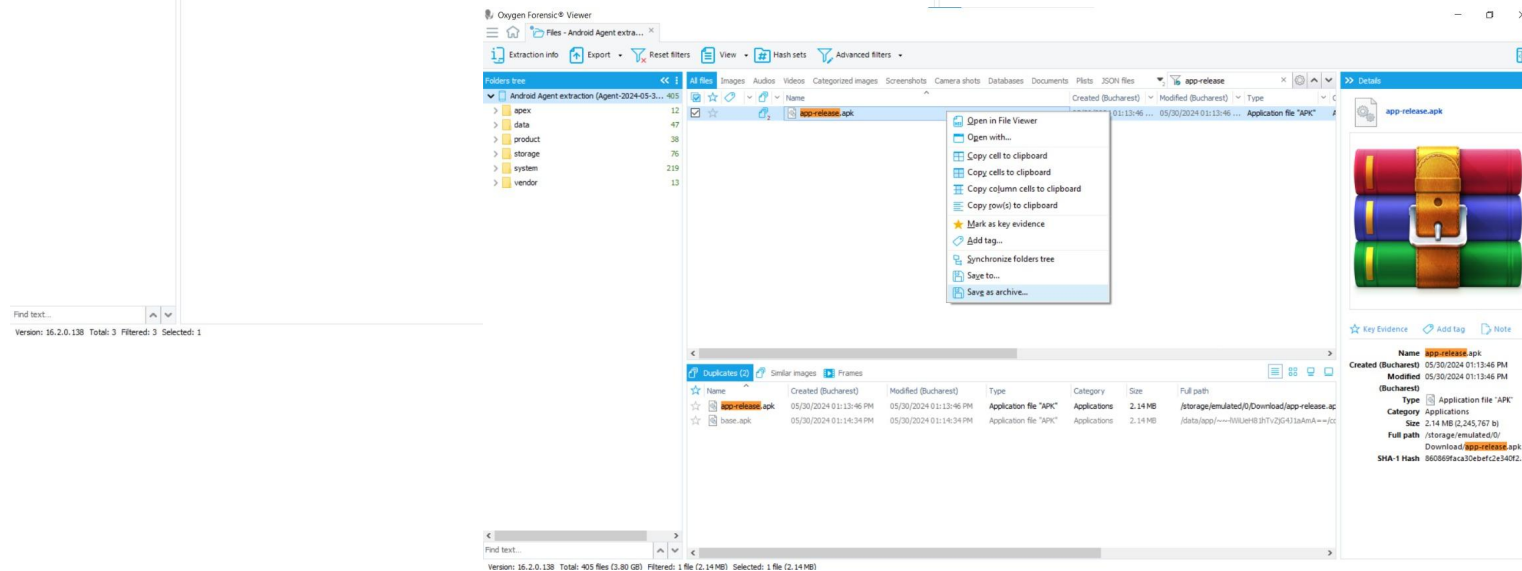 Find text...
Version: 16.2.0.138 Total: 3 Filtered: 3 Selected: 1
Oxygen Forensic® Viewer
Files - Android Agent extra...
Extraction info Export Reset filters View Hash sets Advanced filters
Folders tree
Android Agent extraction (Agent-2024-05-3... 405
apex 12
data 47
product 38
storage 76
system 219
vendor 13
All files Images Audios Videos Categorized images Screenshots Camera shots Databases Documents Plists JSON files app-release
Name Created (Bucharest) Modified (Bucharest) Type
app-release.apk 01:13:46 ... 05/30/2024 01:13:46 ... Application file "APK"
Open in File Viewer
Open with...
Copy cell to clipboard
Copy cells to clipboard
Copy column cells to clipboard
Copy row(s) to clipboard
Mark as key evidence
Add tag...
Synchronize folders tree
Save to...
Save as archive...
Duplicates (2) Similar images Frames
Name Created (Bucharest) Modified (Bucharest) Type Category Size Full path
app-release.apk 05/30/2024 01:13:46 PM 05/30/2024 01:13:46 PM Application file "APK" Applications 2.14 MB /storage/emulated/0/Download/app-release.ap
base.apk 05/30/2024 01:14:34 PM 05/30/2024 01:14:34 PM Application file "APK" Applications 2.14 MB
Details
app-release.apk
Key Evidence Add tag Note
Name app-release.apk
Created (Bucharest) 05/30/2024 01:13:46 PM
Modified 05/30/2024 01:13:46 PM
(Bucharest)
Type Application file "APK"
Category Applications
Size 2.14 MB (2,245,767 b)
Full path /storage/emulated/0/
Download/app-release.apk
SHA-1 Hash 860869faca30ebefc2e340f2.
Find text...
Version: 16.2.0.138 Total: 405 files (3.80 GB) Filtered: 1 file (2.14 MB) Selected: 1 file (2.14 MB)